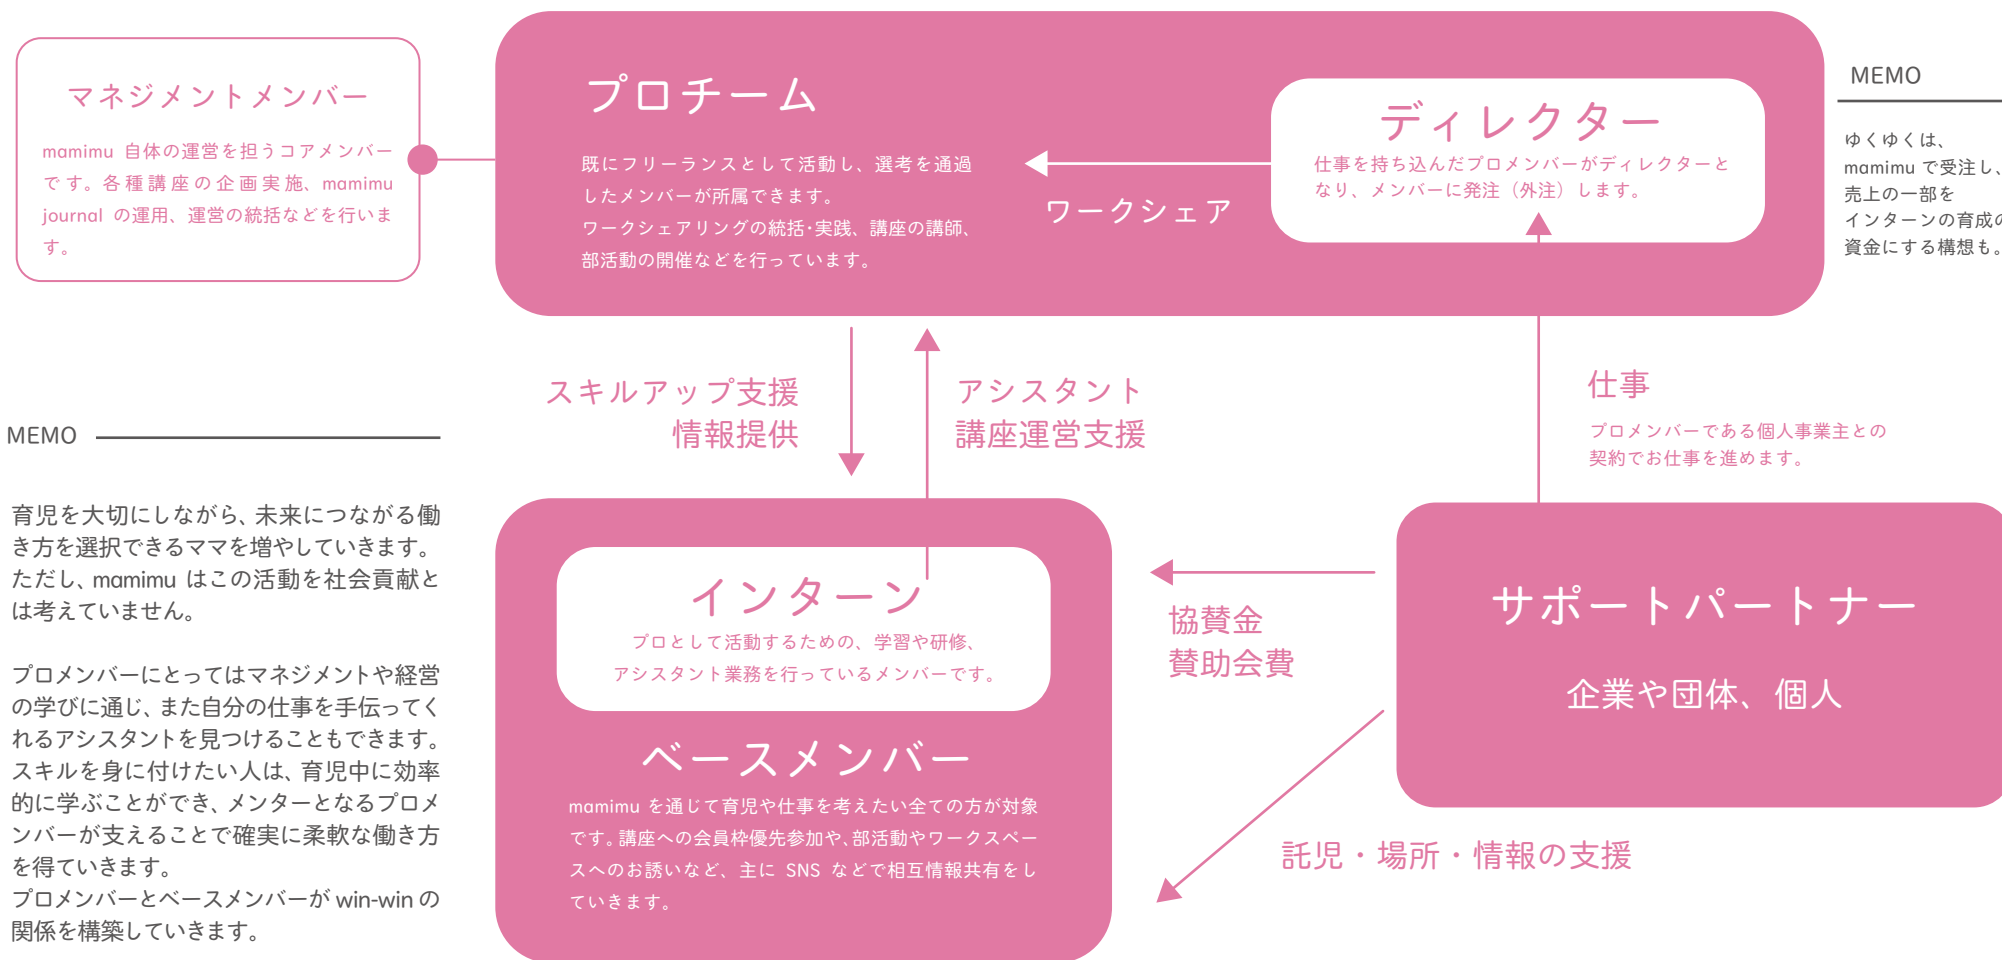 マネジメントメンバー
mamimu 自体の運営を担うコアメンバー
です。各種講座の企画実施、mamimu
journal の運用、運営の統括などを行いま
す。
プロチーム
既にフリーランスとして活動し、選考を通過
したメンバーが所属できます。
ワークシェアリングの統括・実践、講座の講師、
部活動の開催などを行っています。
ワークシェア
ディレクター
仕事を持ち込んだプロメンバーがディレクターと
なり、メンバーに発注（外注）します。
MEMO
ゆくゆくは、
mamimu で受注し、
売上の一部を
インターンの育成の
資金にする構想も。
スキルアップ支援
情報提供
アシスタント
講座運営支援
仕事
プロメンバーである個人事業主との
契約でお仕事を進めます。
MEMO
育児を大切にしながら、未来につながる働
き方を選択できるママを増やしていきます。
ただし、mamimu はこの活動を社会貢献と
は考えていません。
プロメンバーにとってはマネジメントや経営
の学びに通じ、また自分の仕事を手伝ってく
れるアシスタントを見つけることもできます。
スキルを身に付けたい人は、育児中に効率
的に学ぶことができ、メンターとなるプロメ
ンバーが支えることで確実に柔軟な働き方
を得ていきます。
プロメンバーとベースメンバーが win-win の
関係を構築していきます。
インターン
プロとして活動するための、学習や研修、
アシスタント業務を行っているメンバーです。
ベースメンバー
mamimu を通じて育児や仕事を考えたい全ての方が対象
です。講座への会員枠優先参加や、部活動やワークスペー
スへのお誘いなど、主に SNS などで相互情報共有をし
ていきます。
協賛金
賛助会費
サポートパートナー
企業や団体、個人
託児・場所・情報の支援